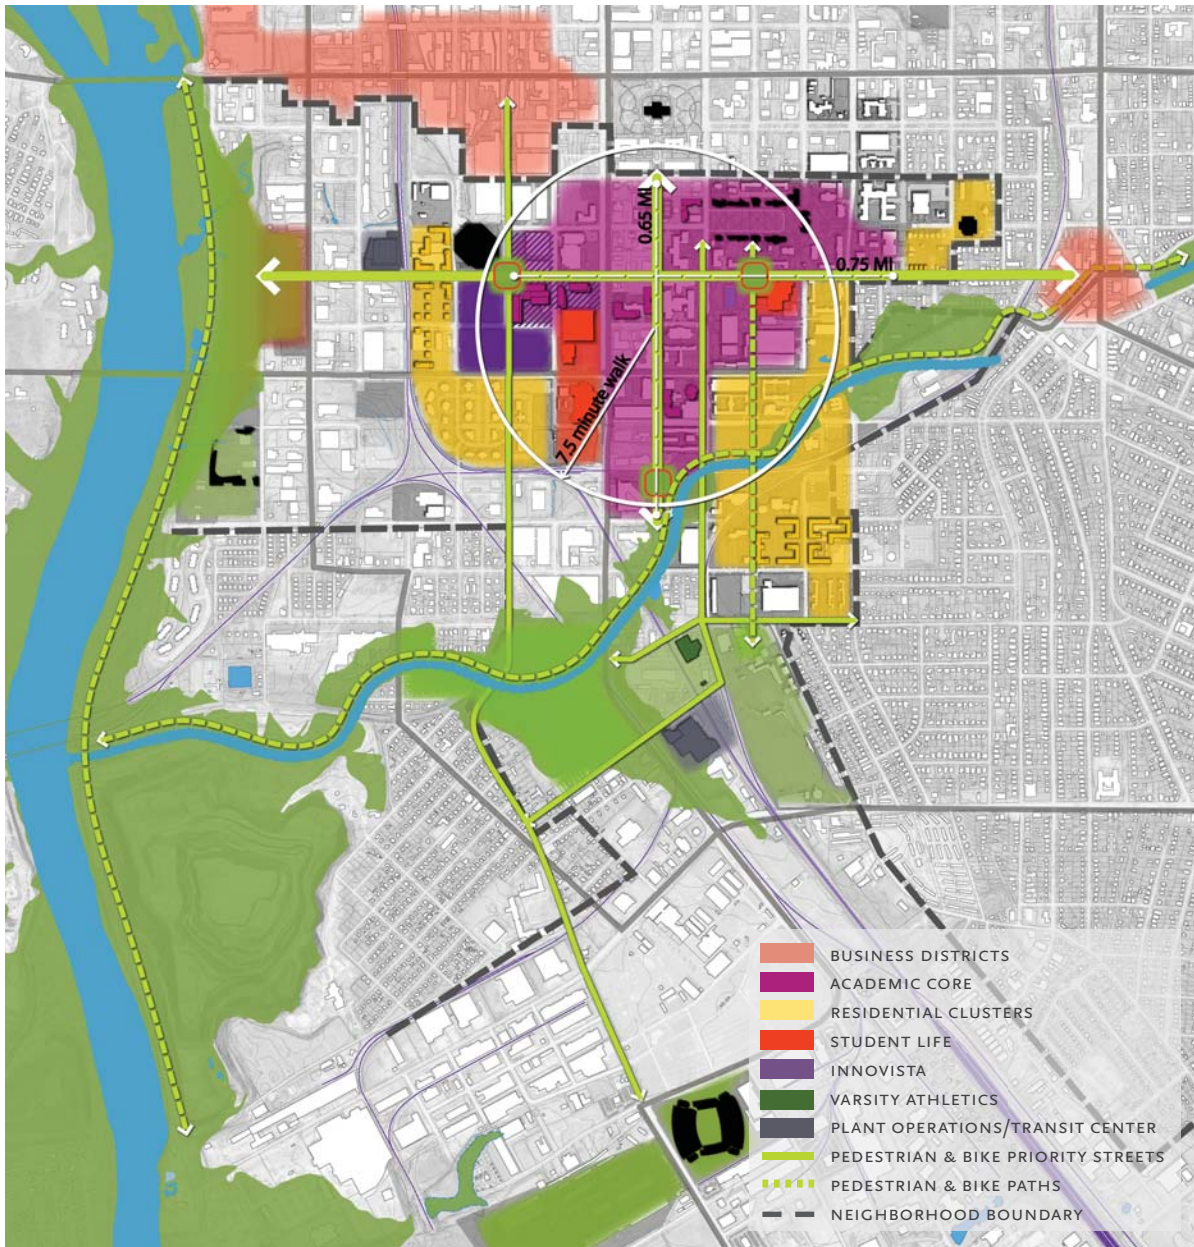 0.65 MI
0.75 MI
7.5 minute walk
BUSINESS DISTRICTS
ACADEMIC CORE
RESIDENTIAL CLUSTERS
STUDENT LIFE
INNOVISTA
VARSITY ATHLETICS
PLANT OPERATIONS/TRANSIT CENTER
PEDESTRIAN & BIKE PRIORITY STREETS
PEDESTRIAN & BIKE PATHS
NEIGHBORHOOD BOUNDARY